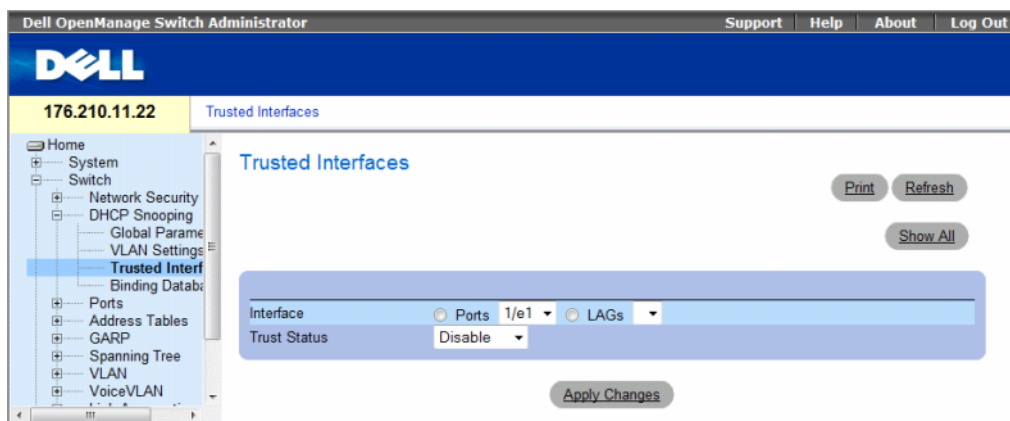 Dell OpenManage Switch Administrator Support Help About Log Out
DELL
176.210.11.22 Trusted Interfaces
Home
System
Switch
Network Security
DHCP Snooping
Global Parame
VLAN Settings
Trusted Interf
Binding Databa
Ports
Address Tables
GARP
Spanning Tree
VLAN
VoiceVLAN
Trusted Interfaces
Print Refresh
Show All
Interface Ports 1/e1 LAGs
Trust Status Disable
Apply Changes